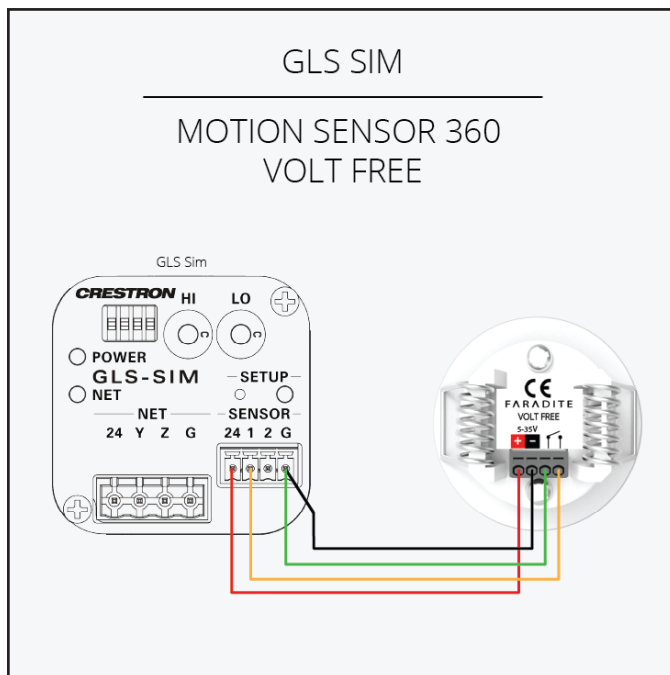 GLS SIM
MOTION SENSOR 360
VOLT FREE
GLS Sim
CRESTRON HI LO
POWER
GLS-SIM
SETUP
NET
NET
SENSOR
24 Y Z G
24 1 2 G
CE
FARADITE
VOLT FREE
5-35V
+ -